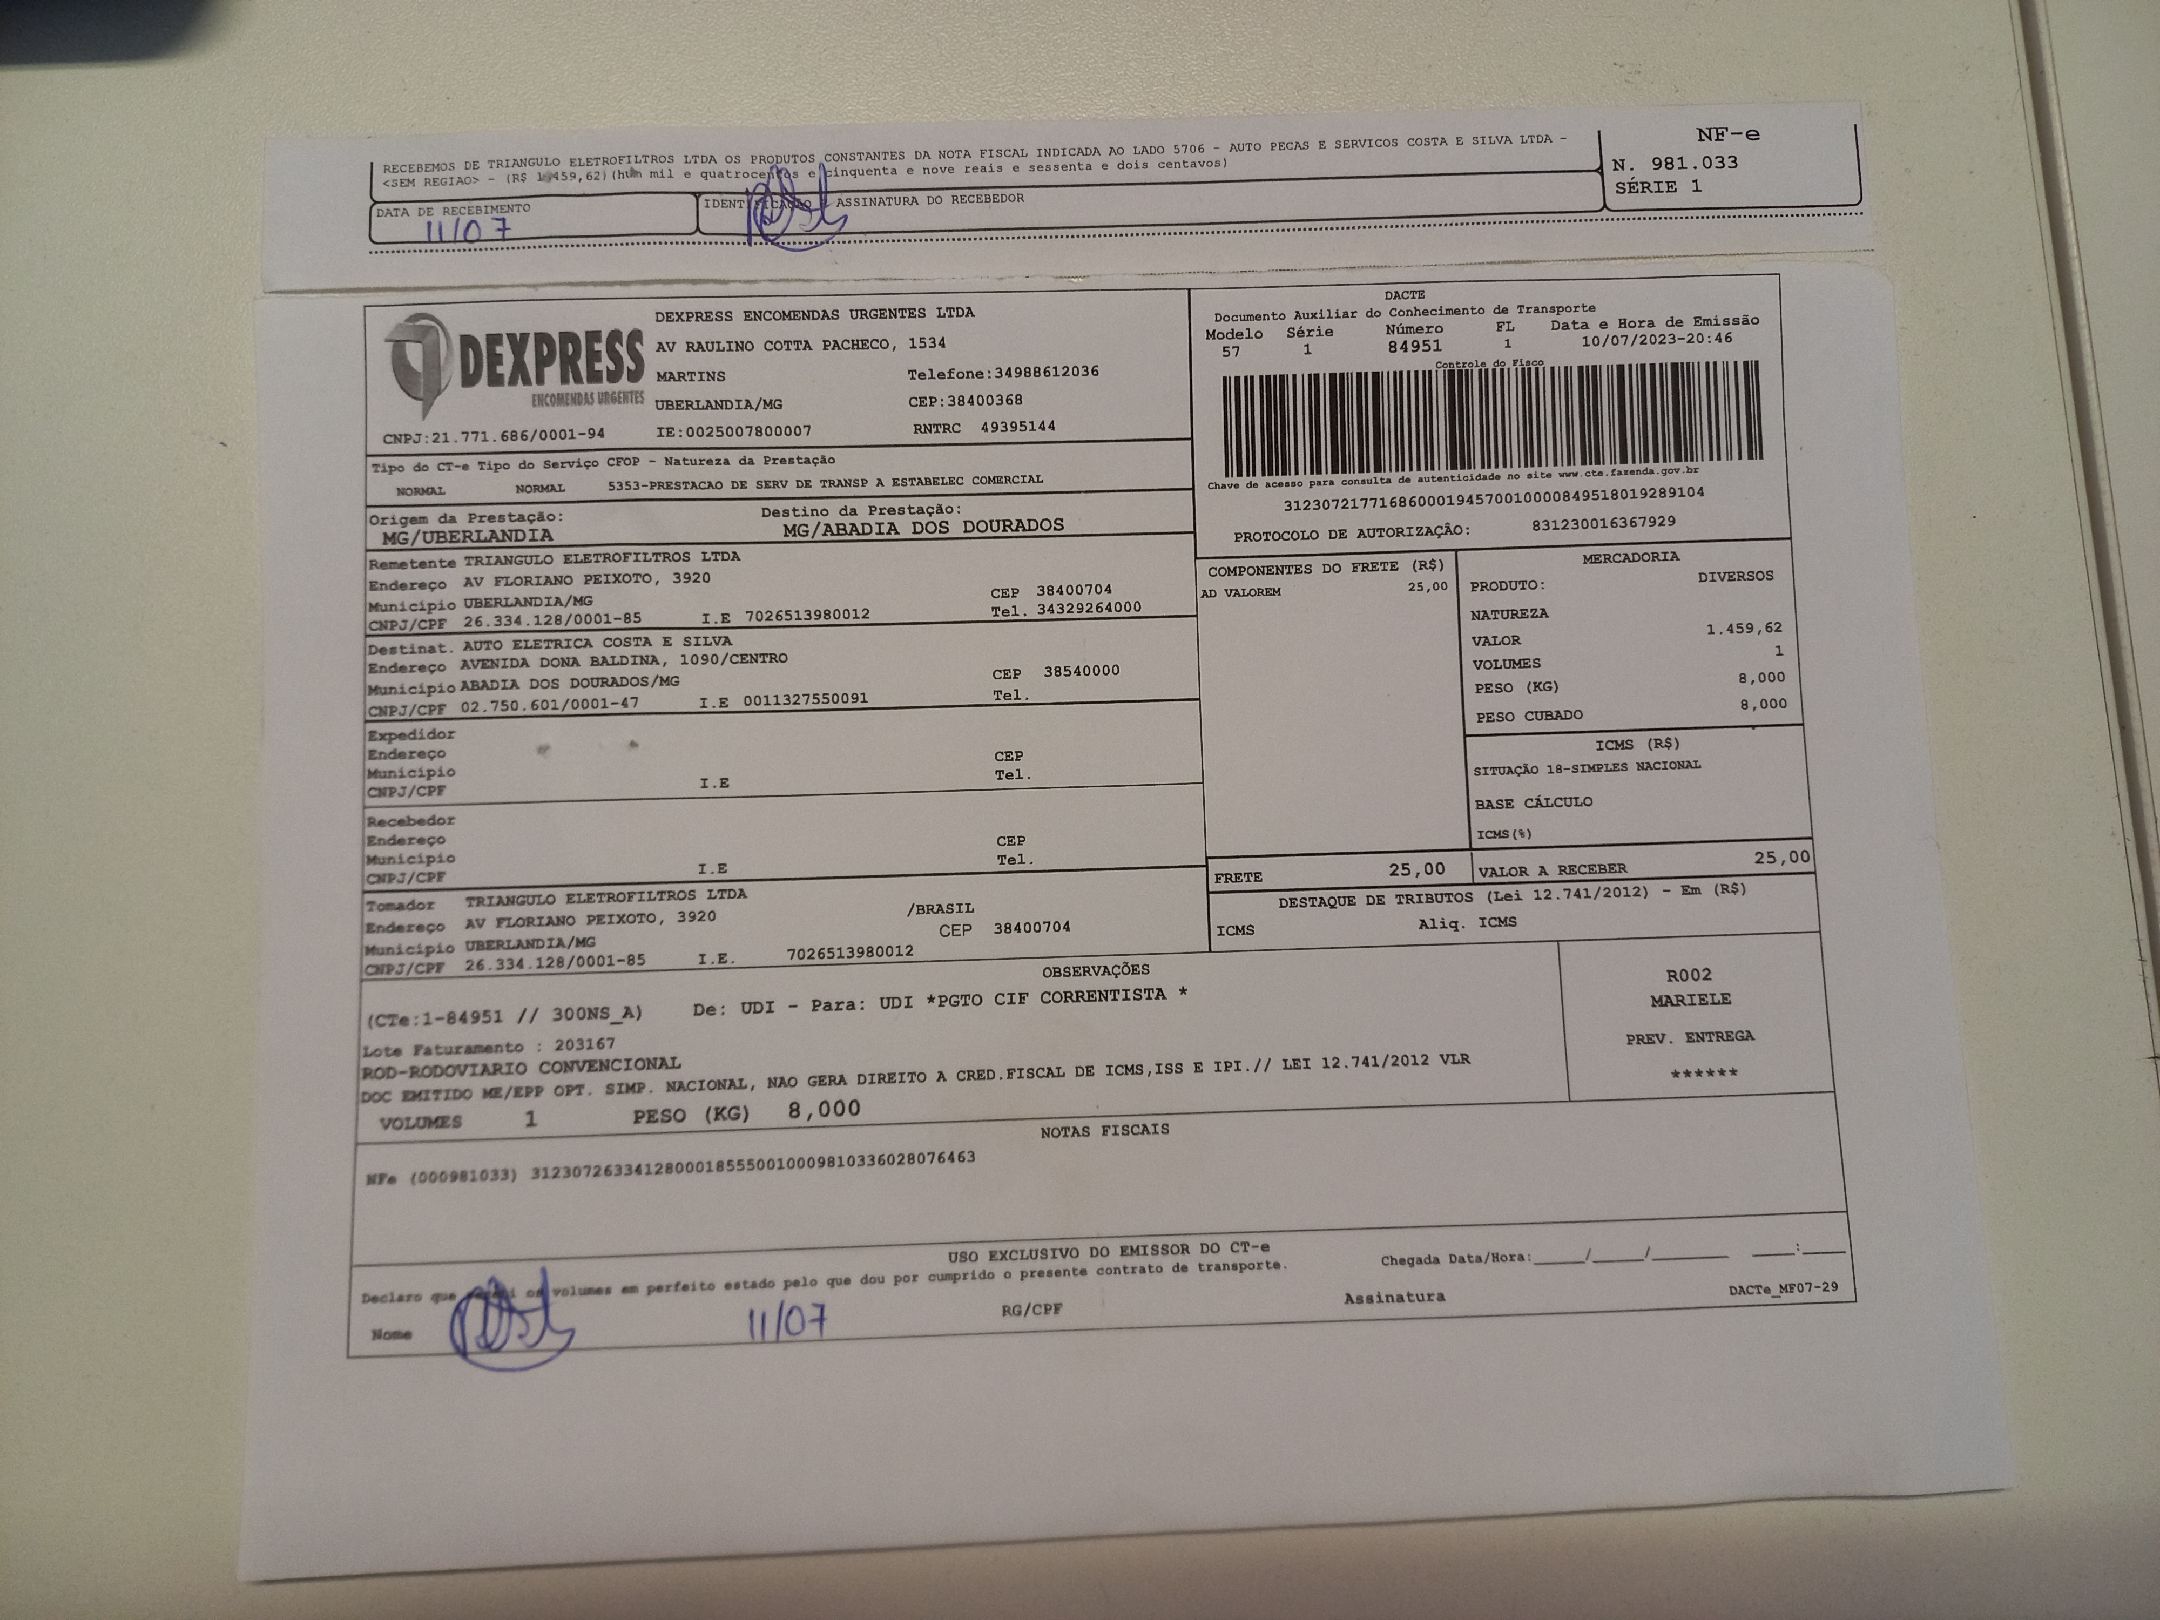 RECEBEMOS DE TRIANGULO ELETROFILTROS LTDA OS PRODUTOS CONSTANTES DA NOTA FISCAL INDICADA AO LADO 5706 - AUTO PECAS E SERVICOS COSTA E SILVA LTDA -
<SEM REGIAO> - (R$ 1.459,62)(hum mil e quatrocentos e cinquenta e nove reais e sessenta e dois centavos)
NF-e
N. 981.033
SÉRIE 1
DATA DE RECEBIMENTO
11/07
IDENTIFICAÇÃO E ASSINATURA DO RECEBEDOR
DEXPRESS
ENCOMENDAS URGENTES
DEXPRESS ENCOMENDAS URGENTES LTDA
AV RAULINO COTTA PACHECO, 1534
MARTINS Telefone:34988612036
UBERLANDIA/MG CEP:38400368
CNPJ:21.771.686/0001-94 IE:0025007800007 RNTRC 49395144
DACTE
Documento Auxiliar do Conhecimento de Transporte
Modelo Série Número FL Data e Hora de Emissão
57 1 84951 1 10/07/2023-20:46
Controle do Fisco
Chave de acesso para consulta de autenticidade no site www.cte.fazenda.gov.br
31230721771686000194570010000849518019289104
PROTOCOLO DE AUTORIZAÇÃO: 831230016367929
Tipo do CT-e Tipo do Serviço CFOP - Natureza da Prestação
NORMAL NORMAL 5353-PRESTACAO DE SERV DE TRANSP A ESTABELEC COMERCIAL
Origem da Prestação: Destino da Prestação:
MG/UBERLANDIA MG/ABADIA DOS DOURADOS
Remetente TRIANGULO ELETROFILTROS LTDA
Endereço AV FLORIANO PEIXOTO, 3920
Município UBERLANDIA/MG CEP 38400704
CNPJ/CPF 26.334.128/0001-85 I.E 7026513980012 Tel. 34329264000
Destinat. AUTO ELETRICA COSTA E SILVA
Endereço AVENIDA DONA BALDINA, 1090/CENTRO
Município ABADIA DOS DOURADOS/MG CEP 38540000
CNPJ/CPF 02.750.601/0001-47 I.E 0011327550091 Tel.
Expedidor
Endereço
Município CEP
CNPJ/CPF I.E Tel.
Recebedor
Endereço
Município CEP
CNPJ/CPF I.E Tel.
Tomador TRIANGULO ELETROFILTROS LTDA
Endereço AV FLORIANO PEIXOTO, 3920 /BRASIL
Município UBERLANDIA/MG CEP 38400704
CNPJ/CPF 26.334.128/0001-85 I.E. 7026513980012
COMPONENTES DO FRETE (R$)
AD VALOREM 25,00
MERCADORIA
PRODUTO: DIVERSOS
NATUREZA
VALOR 1.459,62
VOLUMES 1
PESO (KG) 8,000
PESO CUBADO 8,000
ICMS (R$)
SITUAÇÃO 18-SIMPLES NACIONAL
BASE CÁLCULO
ICMS(%)
FRETE 25,00 VALOR A RECEBER 25,00
DESTAQUE DE TRIBUTOS (Lei 12.741/2012) - Em (R$)
ICMS Aliq. ICMS
OBSERVAÇÕES
(CTe:1-84951 // 300NS_A) De: UDI - Para: UDI *PGTO CIF CORRENTISTA *
Lote Faturamento : 203167
ROD-RODOVIARIO CONVENCIONAL
DOC EMITIDO ME/EPP OPT. SIMP. NACIONAL, NAO GERA DIREITO A CRED.FISCAL DE ICMS,ISS E IPI.// LEI 12.741/2012 VLR
VOLUMES 1 PESO (KG) 8,000
R002
MARIELE
PREV. ENTREGA
******
NOTAS FISCAIS
NFe (000981033) 31230726334128000185550010009810336028076463
USO EXCLUSIVO DO EMISSOR DO CT-e
Declaro que recebi os volumes em perfeito estado pelo que dou por cumprido o presente contrato de transporte.
Chegada Data/Hora:_____/_____/_______ ____:____
Nome 11/07 RG/CPF Assinatura
DACTe_MF07-29